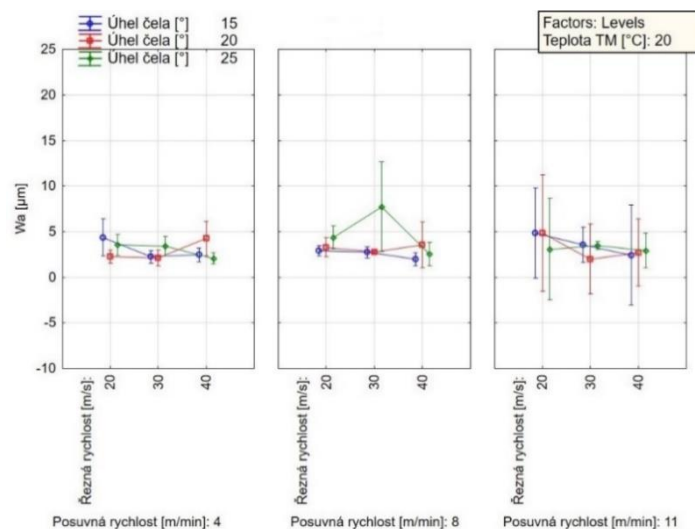 Úhel čela [°] 15
Úhel čela [°] 20
Úhel čela [°] 25
Factors: Levels
Teplota TM [°C]: 20
Wa [µm]
25
20
15
10
5
0
-5
-10
Řezná rychlost [m/s]:
20
30
40
Posuvná rychlost [m/min]: 4
Řezná rychlost [m/s]:
20
30
40
Posuvná rychlost [m/min]: 8
Řezná rychlost [m/s]:
20
30
40
Posuvná rychlost [m/min]: 11